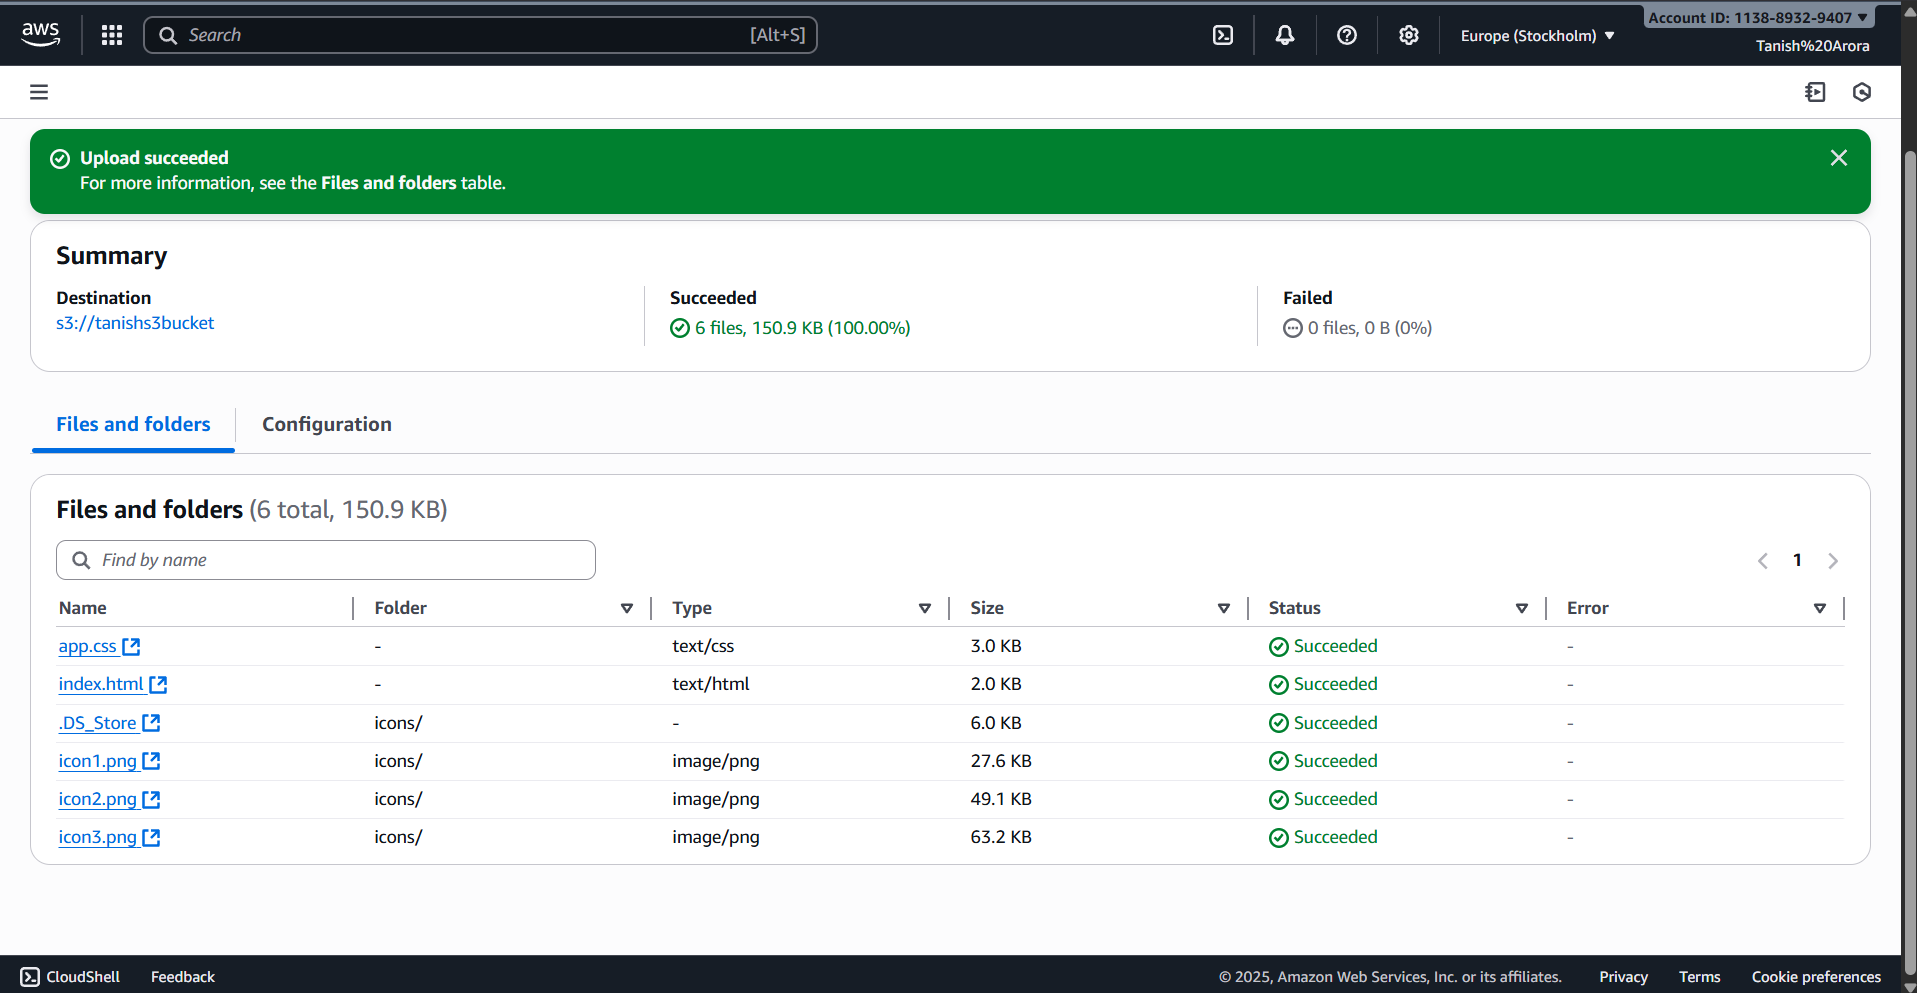 aws
Search [Alt+S]
Europe (Stockholm)
Account ID: 1138-8932-9407
Tanish%20Arora
Upload succeeded
For more information, see the Files and folders table.
Summary
Destination
s3://tanishs3bucket
Succeeded
6 files, 150.9 KB (100.00%)
Failed
0 files, 0 B (0%)
Files and folders
Configuration
Files and folders (6 total, 150.9 KB)
Find by name
1
Name Folder Type Size Status Error
app.css - text/css 3.0 KB Succeeded -
index.html - text/html 2.0 KB Succeeded -
.DS_Store icons/ - 6.0 KB Succeeded -
icon1.png icons/ image/png 27.6 KB Succeeded -
icon2.png icons/ image/png 49.1 KB Succeeded -
icon3.png icons/ image/png 63.2 KB Succeeded -
CloudShell Feedback © 2025, Amazon Web Services, Inc. or its affiliates. Privacy Terms Cookie preferences